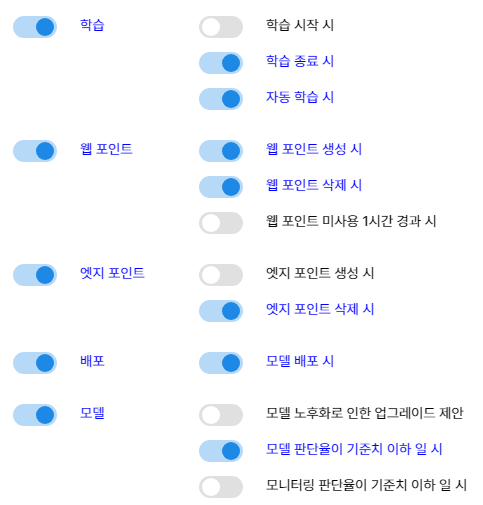 학습 학습 시작 시
학습 종료 시
자동 학습 시
웹 포인트 웹 포인트 생성 시
웹 포인트 삭제 시
웹 포인트 미사용 1시간 경과 시
엣지 포인트 엣지 포인트 생성 시
엣지 포인트 삭제 시
배포 모델 배포 시
모델 모델 노후화로 인한 업그레이드 제안
모델 판단율이 기준치 이하 일 시
모니터링 판단율이 기준치 이하 일 시